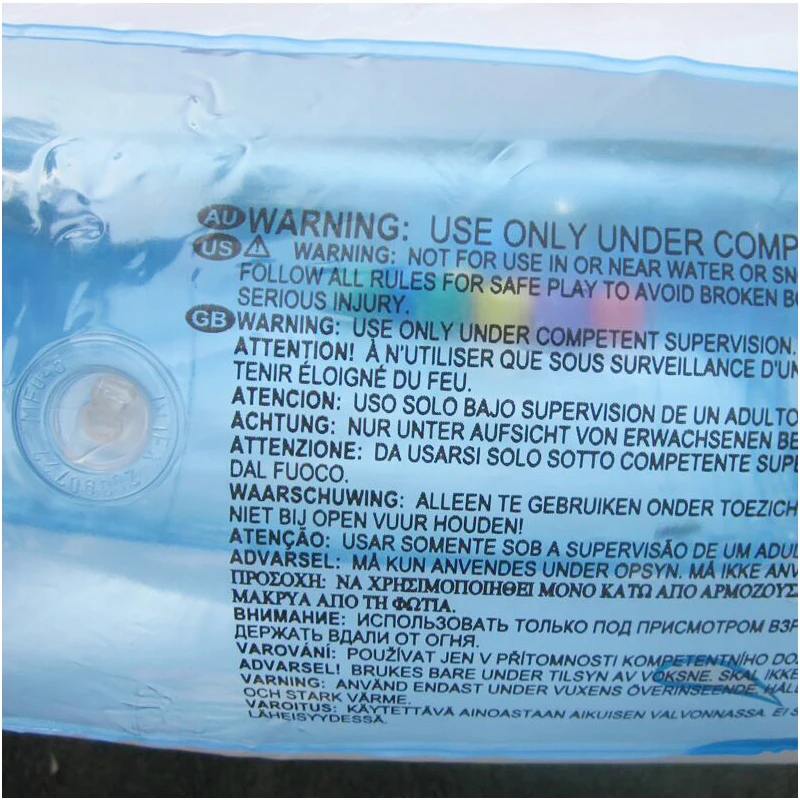 AU WARNING: USE ONLY UNDER COMP
US WARNING: NOT FOR USE IN OR NEAR WATER OR SN
FOLLOW ALL RULES FOR SAFE PLAY TO AVOID BROKEN BO
SERIOUS INJURY.
GB WARNING: USE ONLY UNDER COMPETENT SUPERVISION.
ATTENTION! À N'UTILISER QUE SOUS SURVEILLANCE D'UN
TENIR ÉLOIGNÉ DU FEU.
ATENCION: USO SOLO BAJO SUPERVISION DE UN ADULTO
ACHTUNG: NUR UNTER AUFSICHT VON ERWACHSENEN BE
ATTENZIONE: DA USARSI SOLO SOTTO COMPETENTE SUPE
DAL FUOCO.
WAARSCHUWING: ALLEEN TE GEBRUIKEN ONDER TOEZICH
NIET BIJ OPEN VUUR HOUDEN!
ATENÇÃO: USAR SOMENTE SOB A SUPERVISÃO DE UM ADUL
ADVARSEL: MÅ KUN ANVENDES UNDER OPSYN. MÅ IKKE ANV
ΠΡΟΣΟΧΗ: ΝΑ ΧΡΗΣΙΜΟΠΟΙΗΘΕΙ ΜΟΝΟ ΚΑΤΩ ΑΠΟ ΑΡΜΟΖΟΥΣ
ΜΑΚΡΥΑ ΑΠΟ ΤΗ ΦΩΤΙΑ.
ВНИМАНИЕ: ИСПОЛЬЗОВАТЬ ТОЛЬКО ПОД ПРИСМОТРОМ ВЗР
ДЕРЖАТЬ ВДАЛИ ОТ ОГНЯ.
VAROVÁNÍ: POUŽÍVAT JEN V PŘÍTOMNOSTI KOMPETENTNÍHO DO
ADVARSEL! BRUKES BARE UNDER TILSYN AV VOKSNE. SKAL IKKE
VARNING: ANVÄND ENDAST UNDER VUXENS ÖVERINSEENDE. HÅLL
OCH STARK VÄRME.
VAROITUS: KÄYTETTÄVÄ AINOASTAAN AIKUISEN VALVONNASSA. EI S
LÄHEISYYDESSÄ.
INTEX